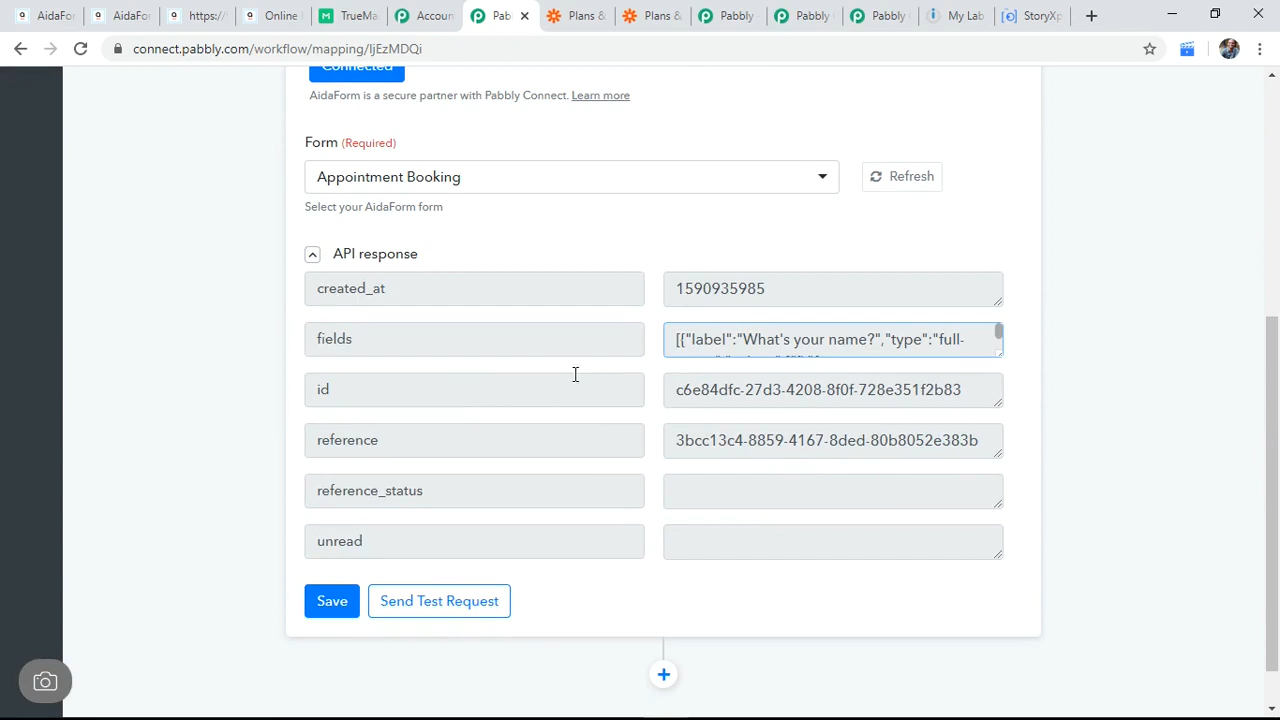 AidaFo
AidaFor
https://
Online
TrueMa
Accoun
Pab
Plans &
Plans &
Pabbly
Pabbly
Pabbly
My Lab
StoryXp
connect.pabbly.com/workflow/mapping/IjEzMDQi
Connected
AidaForm is a secure partner with Pabbly Connect. Learn more
Form (Required)
Appointment Booking
Refresh
Select your AidaForm form
API response
created_at
1590935985
fields
[{"label":"What's your name?","type":"full-
id
c6e84dfc-27d3-4208-8f0f-728e351f2b83
reference
3bcc13c4-8859-4167-8ded-80b8052e383b
reference_status
unread
Save
Send Test Request